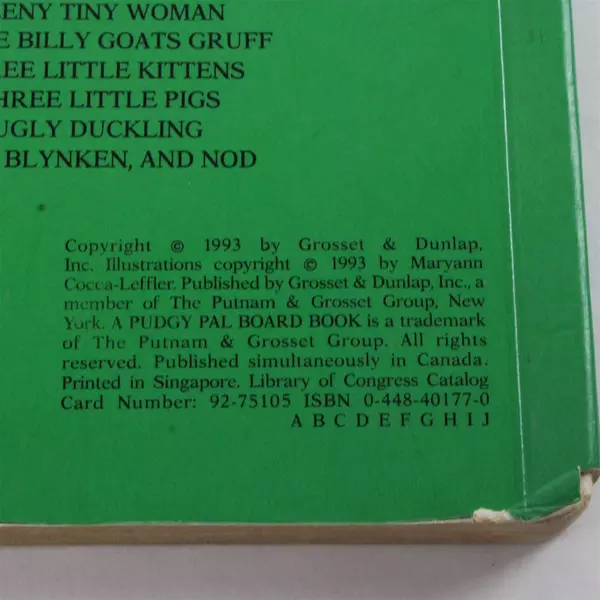 EENY TINY WOMAN
E BILLY GOATS GRUFF
REE LITTLE KITTENS
HREE LITTLE PIGS
UGLY DUCKLING
BLYNKEN, AND NOD
Copyright © 1993 by Grosset & Dunlap,
Inc. Illustrations copyright © 1993 by Maryann
Cocca-Leffler. Published by Grosset & Dunlap, Inc., a
member of The Putnam & Grosset Group, New
York. A PUDGY PAL BOARD BOOK is a trademark
of The Putnam & Grosset Group. All rights
reserved. Published simultaneously in Canada.
Printed in Singapore. Library of Congress Catalog
Card Number: 92-75105 ISBN 0-448-40177-0
A B C D E F G H I J